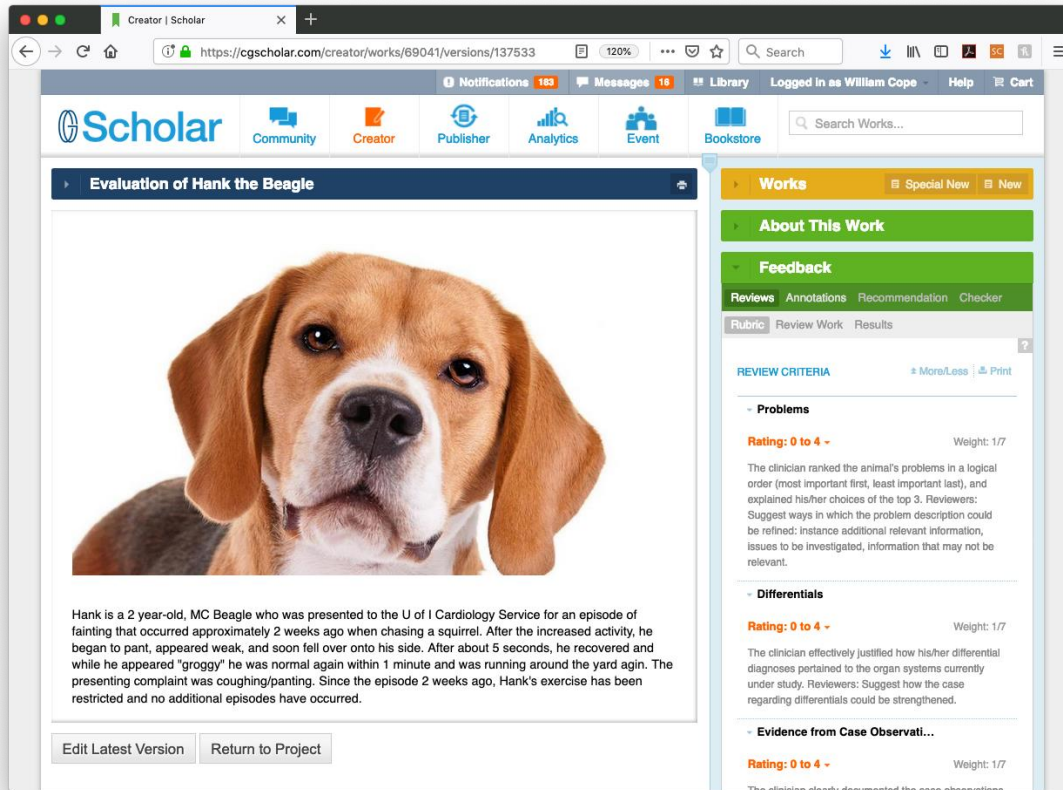 Creator | Scholar
https://cgscholar.com/creator/works/69041/versions/137533
120%
Search
Notifications 183 Messages 16 Library Logged in as William Cope Help Cart
Scholar
Community Creator Publisher Analytics Event Bookstore
Search Works...
Evaluation of Hank the Beagle
Hank is a 2 year-old, MC Beagle who was presented to the U of I Cardiology Service for an episode of
fainting that occurred approximately 2 weeks ago when chasing a squirrel. After the increased activity, he
began to pant, appeared weak, and soon fell over onto his side. After about 5 seconds, he recovered and
while he appeared "groggy" he was normal again within 1 minute and was running around the yard agin. The
presenting complaint was coughing/panting. Since the episode 2 weeks ago, Hank's exercise has been
restricted and no additional episodes have occurred.
Edit Latest Version Return to Project
Works Special New New
About This Work
Feedback
Reviews Annotations Recommendation Checker
Rubric Review Work Results
?
REVIEW CRITERIA More/Less Print
Problems
Rating: 0 to 4 Weight: 1/7
The clinician ranked the animal's problems in a logical
order (most important first, least important last), and
explained his/her choices of the top 3. Reviewers:
Suggest ways in which the problem description could
be refined: instance additional relevant information,
issues to be investigated, information that may not be
relevant.
Differentials
Rating: 0 to 4 Weight: 1/7
The clinician effectively justified how his/her differential
diagnoses pertained to the organ systems currently
under study. Reviewers: Suggest how the case
regarding differentials could be strengthened.
Evidence from Case Observati...
Rating: 0 to 4 Weight: 1/7
The clinician clearly documented the case observations